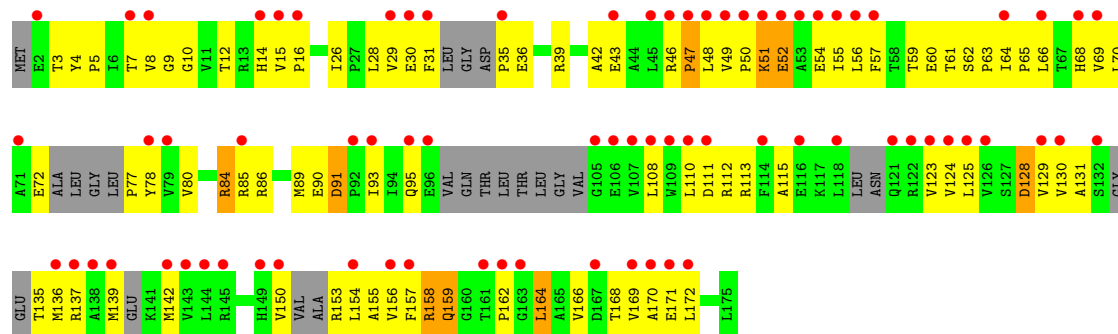 MET E2 T3 Y4 P5 I6 T7 V8 G9 G10 V11 T12 R13 H14 V15 P16 I26 P27 L28 V29 E30 F31 LEU GLY ASP P35 E36 R39 A42 E43 A44 L45 R46 P47 L48 V49 P50 K51 E52 A53 E54 I55 L56 F57 T58 T59 E60 T61 S62 P63 I64 P65 L66 T67 H68 V69 L70
A71 E72 ALA LEU GLY LEU P77 Y78 V79 V80 R84 R85 R86 M89 E90 D91 P92 I93 I94 Q95 E96 VAL GLN THR LEU THR LEU GLY VAL G105 E106 V107 L108 W109 L110 D111 R112 R113 F114 A115 E116 K117 L118 LEU ASN Q121 R122 V123 V124 L125 V126 S127 D128 V129 V130 A131 S132 GLY
GLU T135 M136 R137 A138 M139 GLU K141 M142 V143 L144 R145 H149 V150 VAL ALA R153 L154 A155 V156 F157 R158 Q159 G160 T161 P162 G163 L164 A165 V166 D167 T168 V169 A170 E171 L172 L175